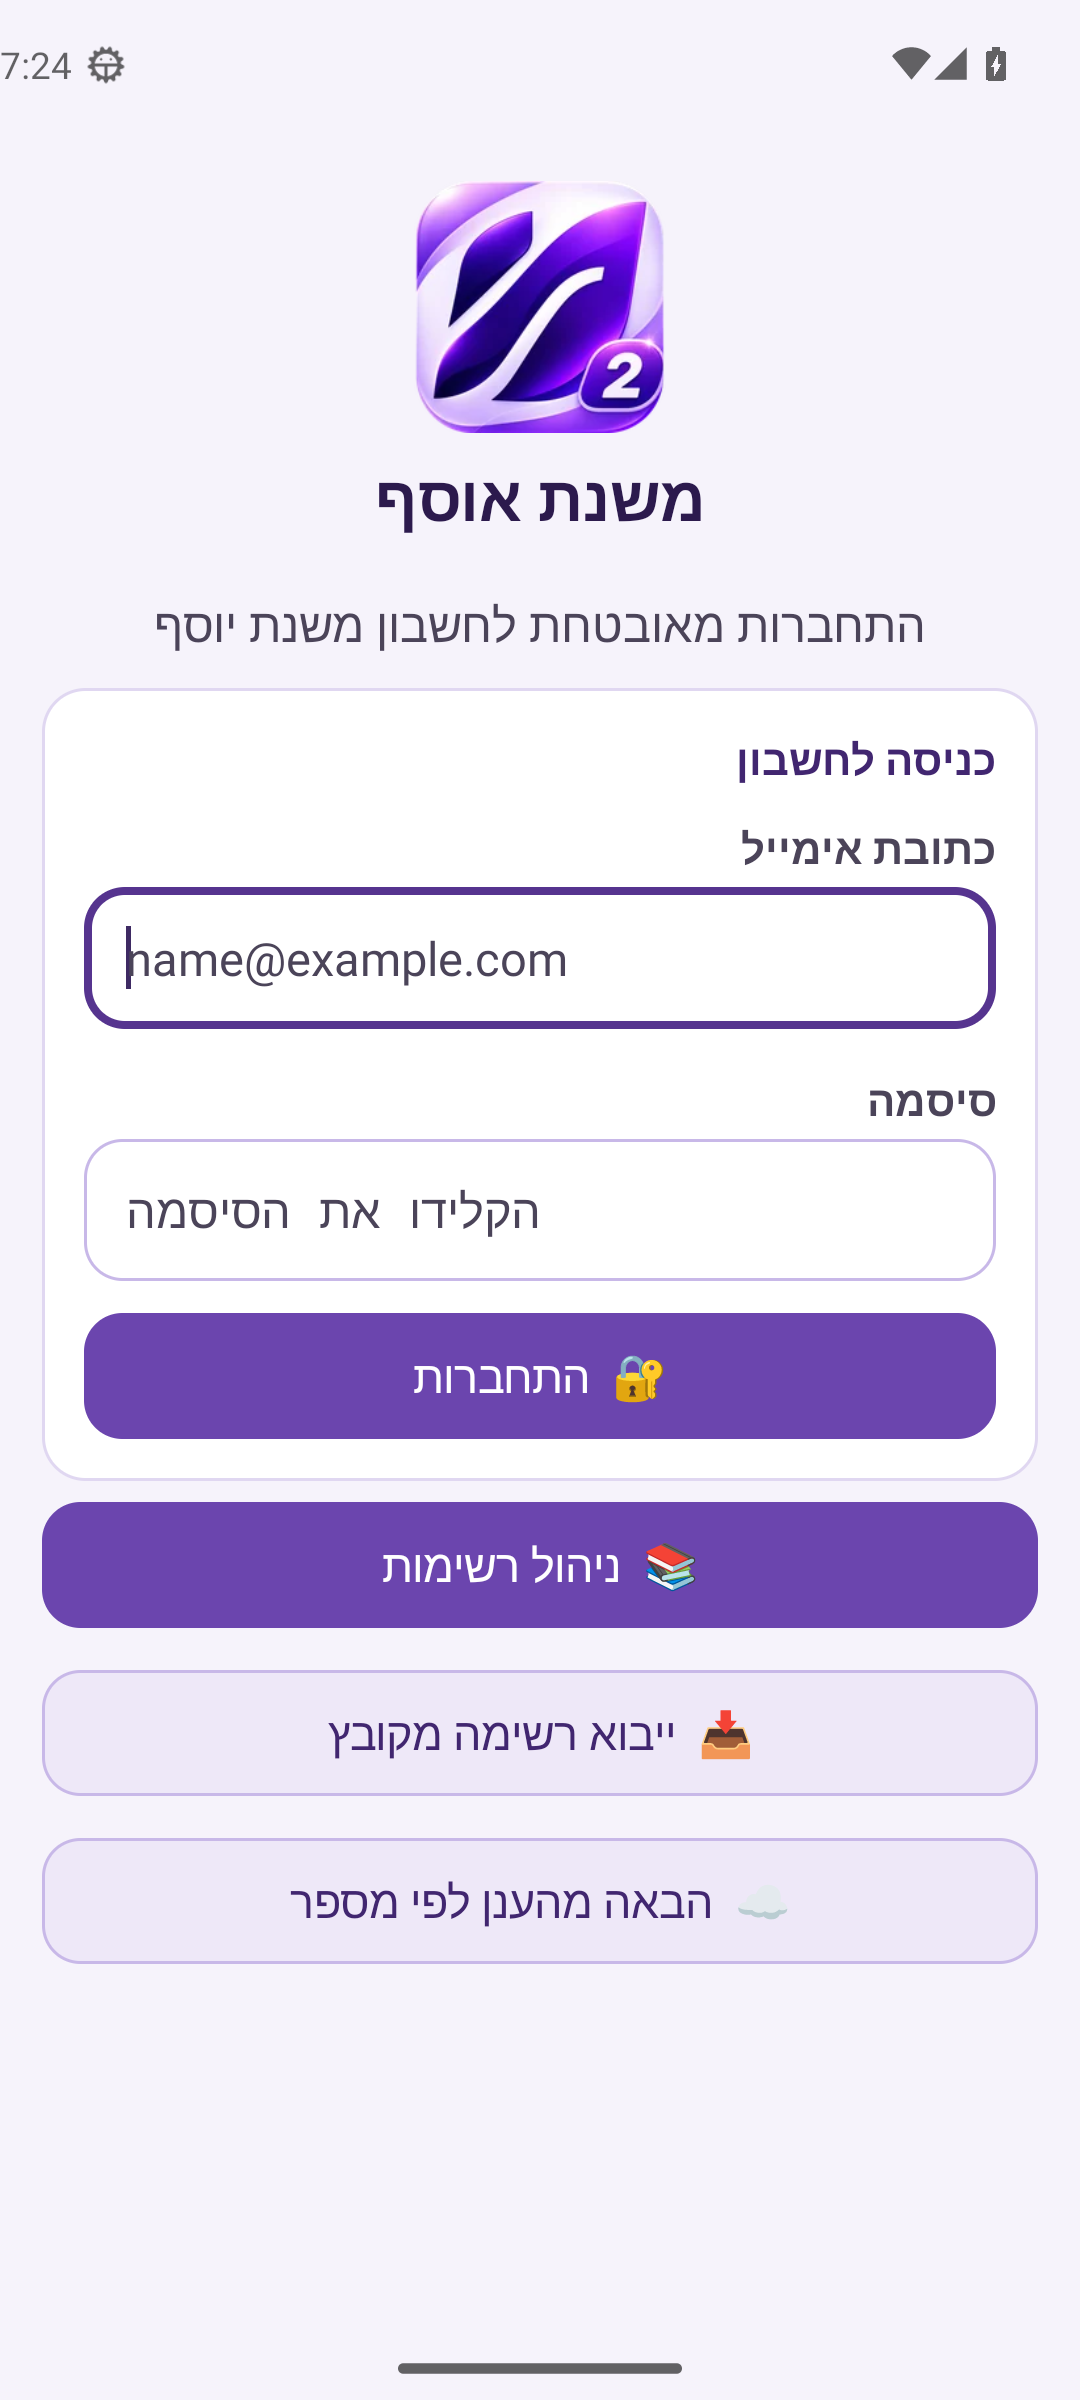 7:24
2
משנת אוסף
התחברות מאובטחת לחשבון משנת יוסף
כניסה לחשבון
כתובת אימייל
name@example.com
סיסמה
הקלידו את הסיסמה
🔐 התחברות
📚 ניהול רשימות
📥 ייבוא רשימה מקובץ
☁️ הבאה מהענן לפי מספר